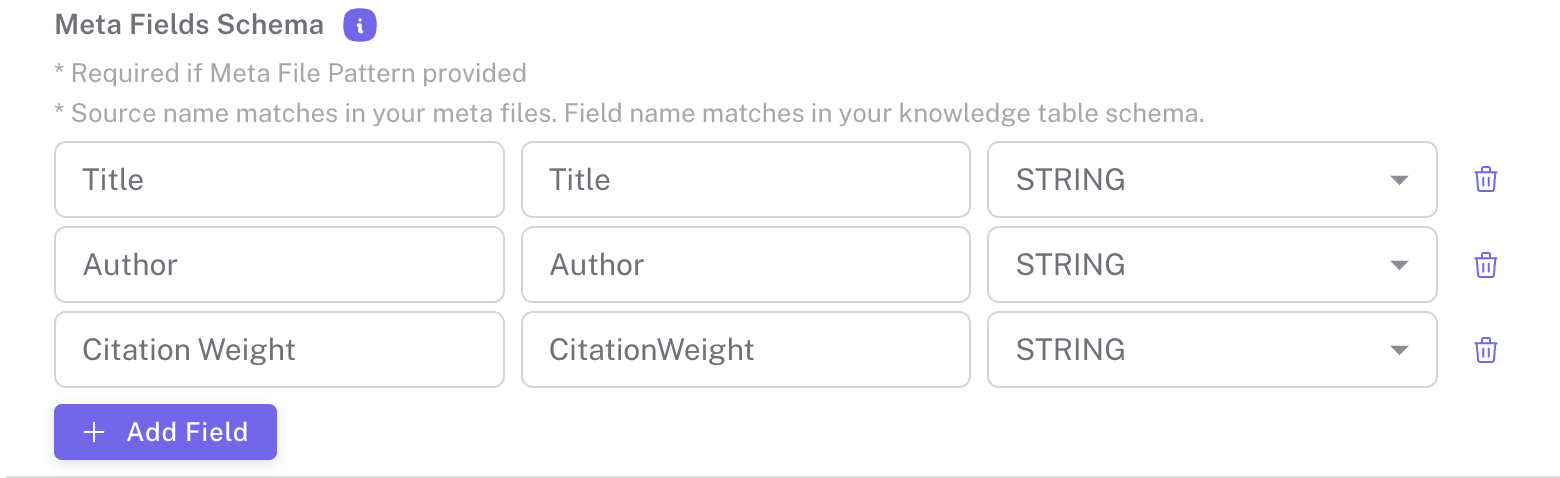 Meta Fields Schema i
* Required if Meta File Pattern provided
* Source name matches in your meta files. Field name matches in your knowledge table schema.
Title Title STRING
Author Author STRING
Citation Weight CitationWeight STRING
+ Add Field